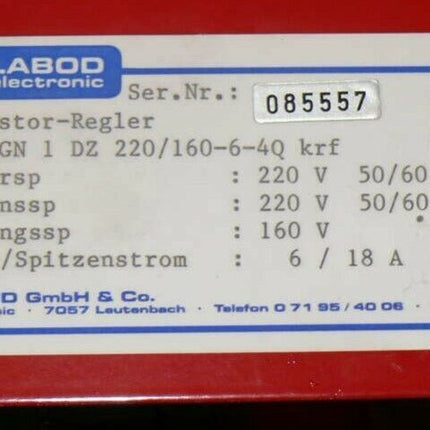 LABOD
electronic
Ser.Nr.: 085557
stor-Regler
GN 1 DZ 220/160-6-4Q krf
rsp : 220 V 50/60
nssp : 220 V 50/60
ngssp : 160 V
/Spitzenstrom : 6 / 18 A
D GmbH & Co.
nic · 7057 Leutenbach · Telefon 0 71 95/40 06 ·